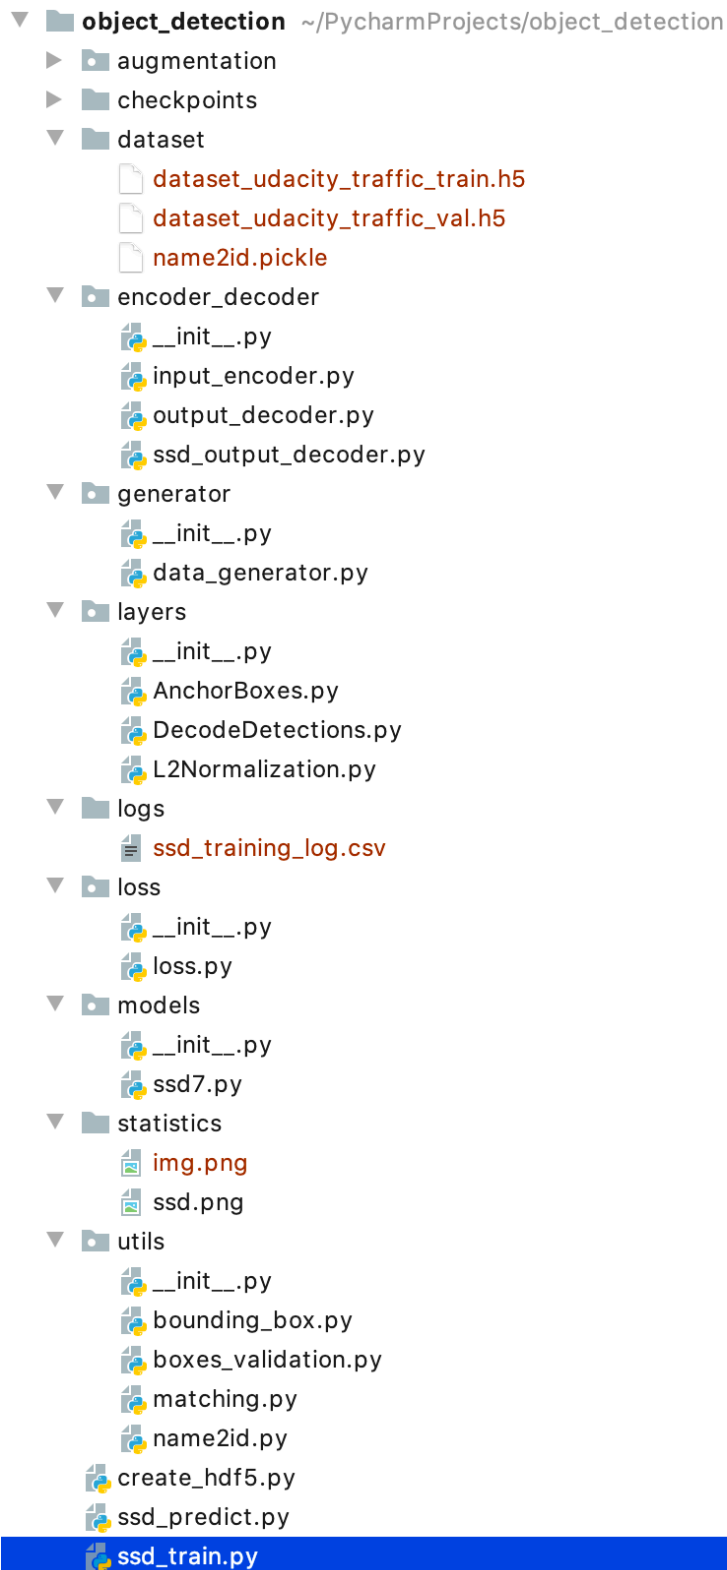 object_detection ~/PycharmProjects/object_detection
augmentation
checkpoints
dataset
dataset_udacity_traffic_train.h5
dataset_udacity_traffic_val.h5
name2id.pickle
encoder_decoder
__init__.py
input_encoder.py
output_decoder.py
ssd_output_decoder.py
generator
__init__.py
data_generator.py
layers
__init__.py
AnchorBoxes.py
DecodeDetections.py
L2Normalization.py
logs
ssd_training_log.csv
loss
__init__.py
loss.py
models
__init__.py
ssd7.py
statistics
img.png
ssd.png
utils
__init__.py
bounding_box.py
boxes_validation.py
matching.py
name2id.py
create_hdf5.py
ssd_predict.py
ssd_train.py